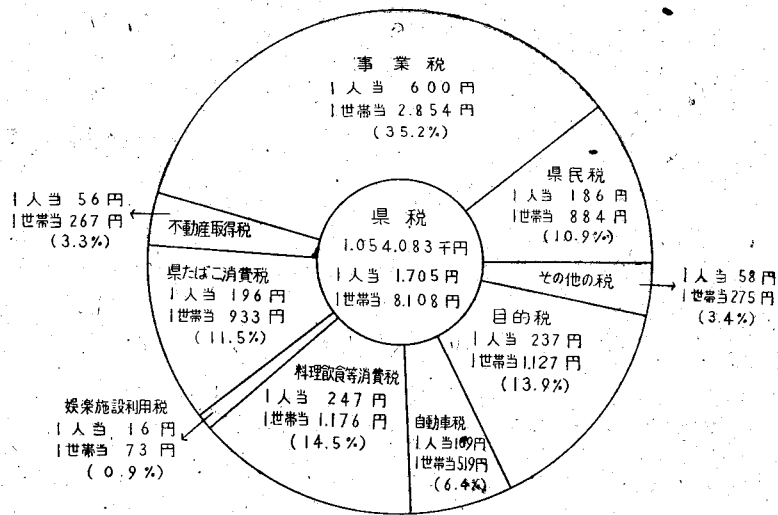 事業税
1人当 600円
1世帯当 2.854円
(35.2%)
県民税
1人当 186円
1世帯当 884円
(10.9%)
その他の税
1人当 58円
1世帯当 275円
(3.4%)
目的税
1人当 237円
1世帯当 1.127円
(13.9%)
自動車税
1人当 109円
1世帯当 519円
(6.4%)
料理飲食等消費税
1人当 247円
1世帯当 1.176円
(14.5%)
娯楽施設利用税
1人当 16円
1世帯当 73円
(0.9%)
県たばこ消費税
1人当 196円
1世帯当 933円
(11.5%)
不動産取得税
1人当 56円
1世帯当 267円
(3.3%)
県税
1.054.083千円
1人当 1.705円
1世帯当 8.108円